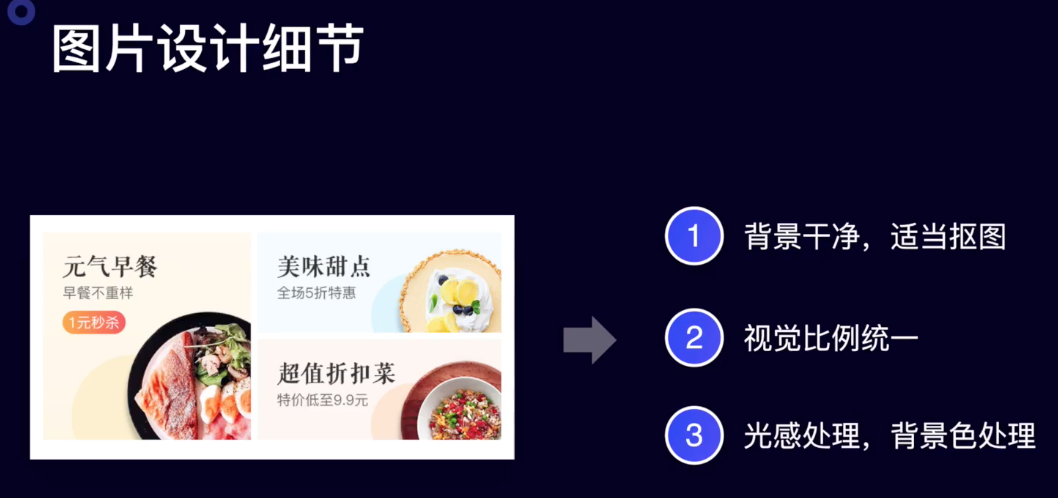 图片设计细节
元气早餐
早餐不重样
1元秒杀
美味甜点
全场5折特惠
超值折扣菜
特价低至9.9元
1 背景干净，适当抠图
2 视觉比例统一
3 光感处理，背景色处理